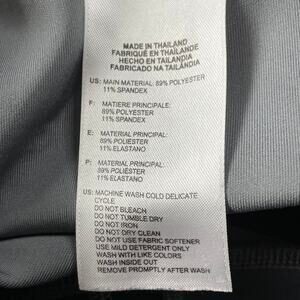 MADE IN THAILAND
FABRIQUÉ EN THAÏLANDE
HECHO EN TAILANDIA
FABRICADO NA TAILÂNDIA
US: MAIN MATERIAL: 89% POLYESTER
11% SPANDEX
F: MATIERE PRINCIPALE:
89% POLYESTER
11% ELASTHANNE
E: MATERIAL PRINCIPAL:
89% POLIÉSTER
11% ELASTANO
P: MATERIAL PRINCIPAL:
89% POLIÉSTER
11% ELASTANO
US: MACHINE WASH COLD DELICATE
CYCLE
DO NOT BLEACH
DO NOT TUMBLE DRY
DO NOT IRON
DO NOT DRY CLEAN
DO NOT USE FABRIC SOFTENER
USE MILD DETERGENT ONLY
WASH WITH LIKE COLORS
WASH INSIDE OUT
REMOVE PROMPTLY AFTER WASH